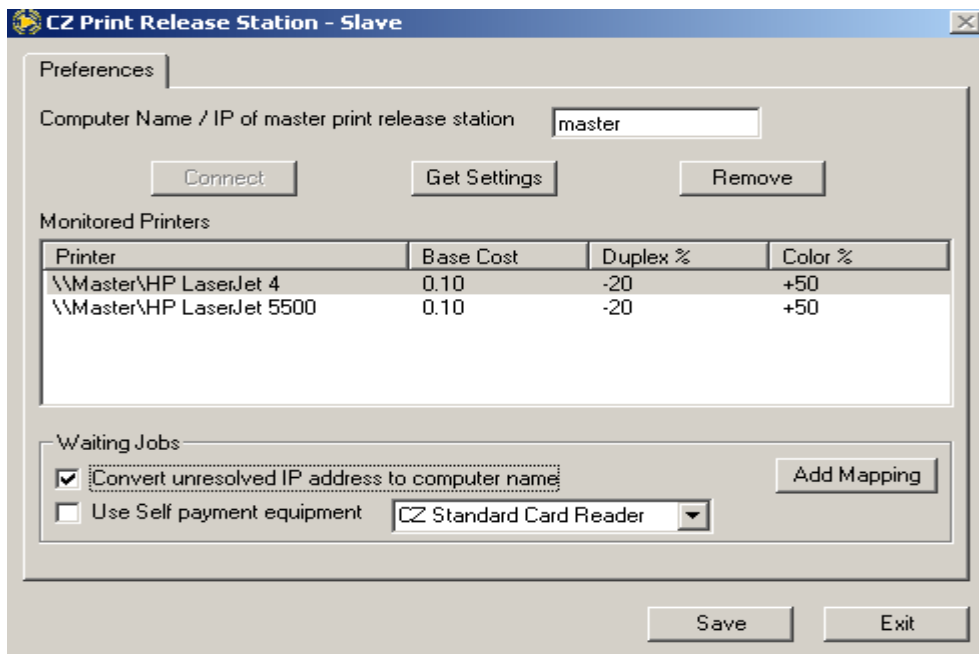 CZ Print Release Station - Slave
Preferences
Computer Name / IP of master print release station master
Connect Get Settings Remove
Monitored Printers
Printer Base Cost Duplex % Color %
\\Master\HP LaserJet 4 0.10 -20 +50
\\Master\HP LaserJet 5500 0.10 -20 +50
Waiting Jobs
Convert unresolved IP address to computer name Add Mapping
Use Self payment equipment CZ Standard Card Reader
Save Exit